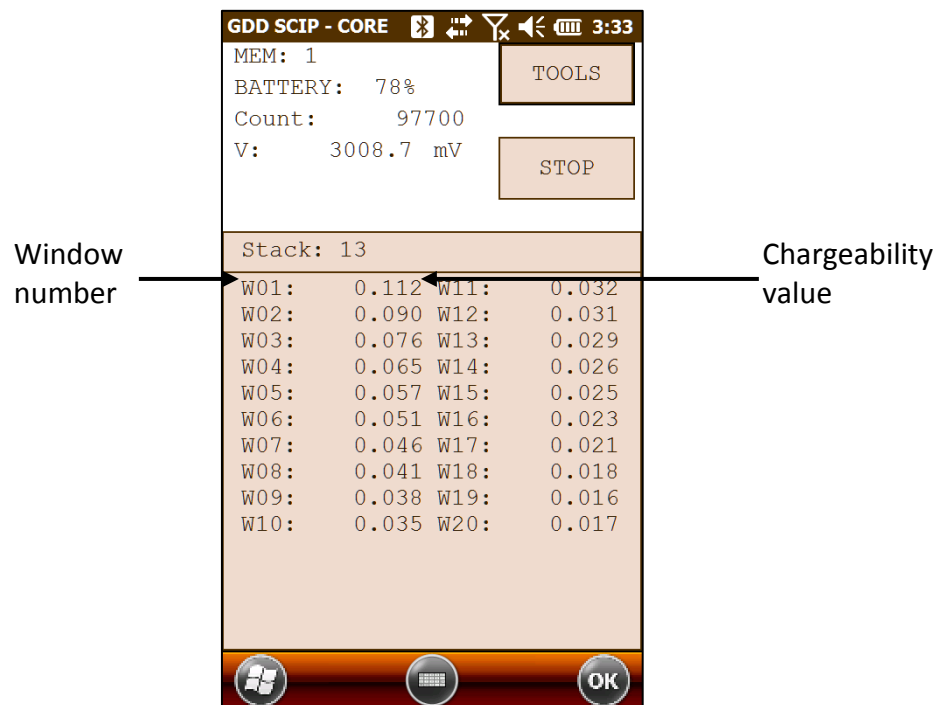 GDD SCIP - CORE 3:33
MEM: 1
BATTERY: 78%
Count: 97700
V: 3008.7 mV
TOOLS
STOP
Stack: 13
Window number
Chargeability value
W01: 0.112 W11: 0.032
W02: 0.090 W12: 0.031
W03: 0.076 W13: 0.029
W04: 0.065 W14: 0.026
W05: 0.057 W15: 0.025
W06: 0.051 W16: 0.023
W07: 0.046 W17: 0.021
W08: 0.041 W18: 0.018
W09: 0.038 W19: 0.016
W10: 0.035 W20: 0.017
OK